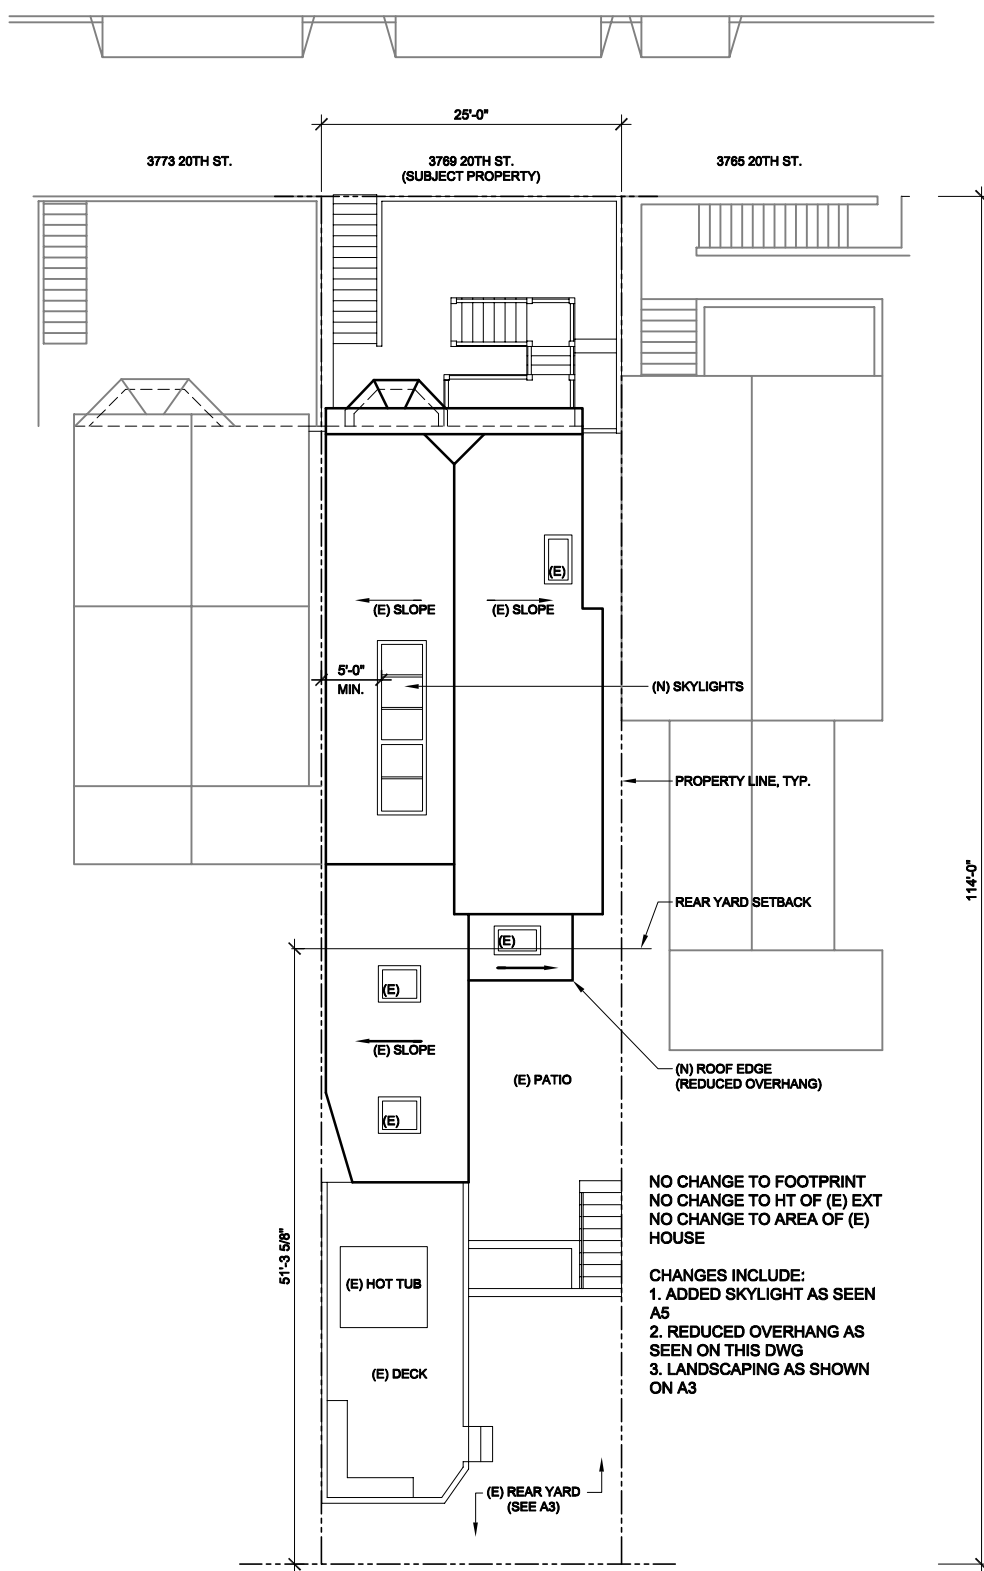 25'-0"
3773 20TH ST.
3769 20TH ST.
(SUBJECT PROPERTY)
3765 20TH ST.
(E)
(E) SLOPE
(E) SLOPE
5'-0"
MIN.
(N) SKYLIGHTS
PROPERTY LINE, TYP.
114'-0"
REAR YARD SETBACK
(E)
(E)
(E) SLOPE
(N) ROOF EDGE
(REDUCED OVERHANG)
(E) PATIO
(E)
NO CHANGE TO FOOTPRINT
NO CHANGE TO HT OF (E) EXT
NO CHANGE TO AREA OF (E)
HOUSE
51'-3 5/8"
(E) HOT TUB
CHANGES INCLUDE:
1. ADDED SKYLIGHT AS SEEN
A5
2. REDUCED OVERHANG AS
SEEN ON THIS DWG
3. LANDSCAPING AS SHOWN
ON A3
(E) DECK
(E) REAR YARD
(SEE A3)